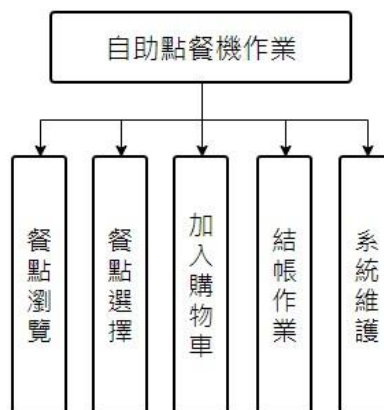 自助點餐機作業
餐點瀏覽
餐點選擇
加入購物車
結帳作業
系統維護